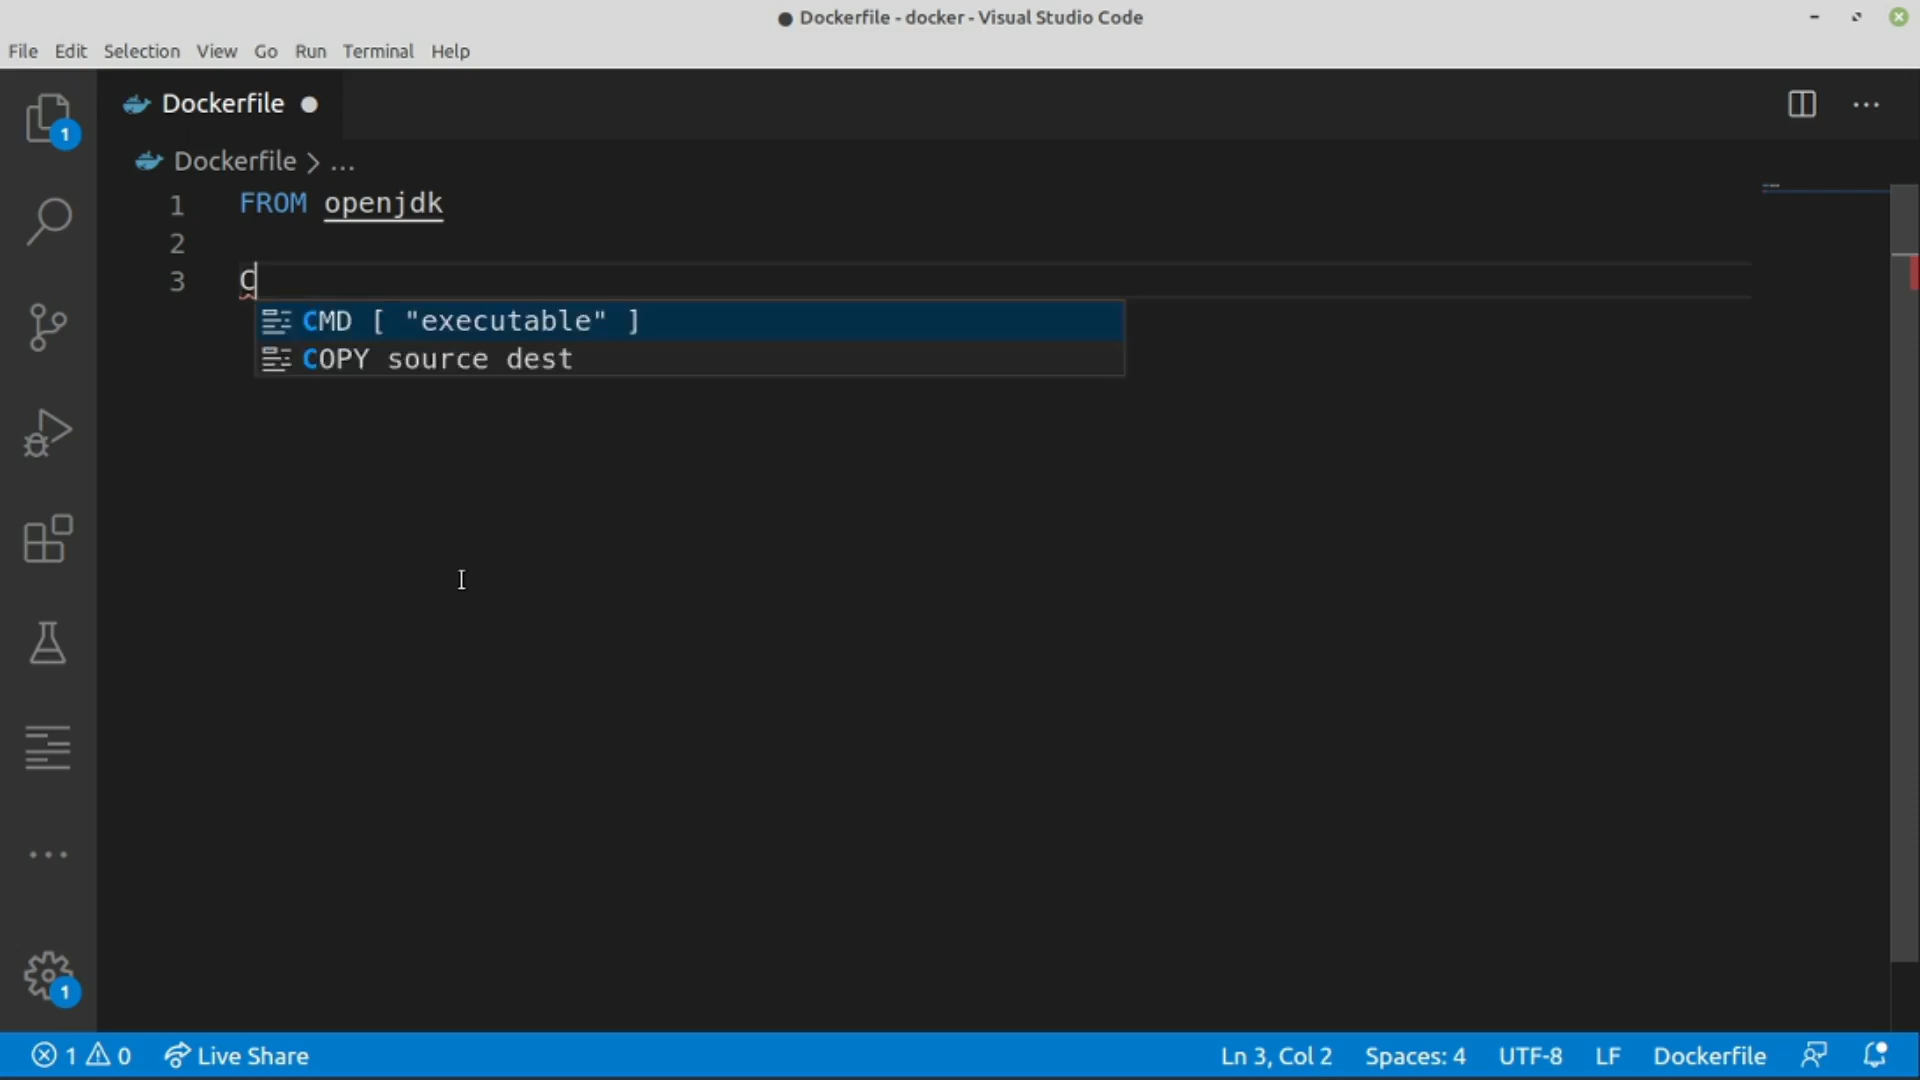 ● Dockerfile - docker - Visual Studio Code
File Edit Selection View Go Run Terminal Help
1
Dockerfile ●
Dockerfile > ...
1 FROM openjdk
2
3 C
CMD [ "executable" ]
COPY source dest
1
1 0 Live Share Ln 3, Col 2 Spaces: 4 UTF-8 LF Dockerfile